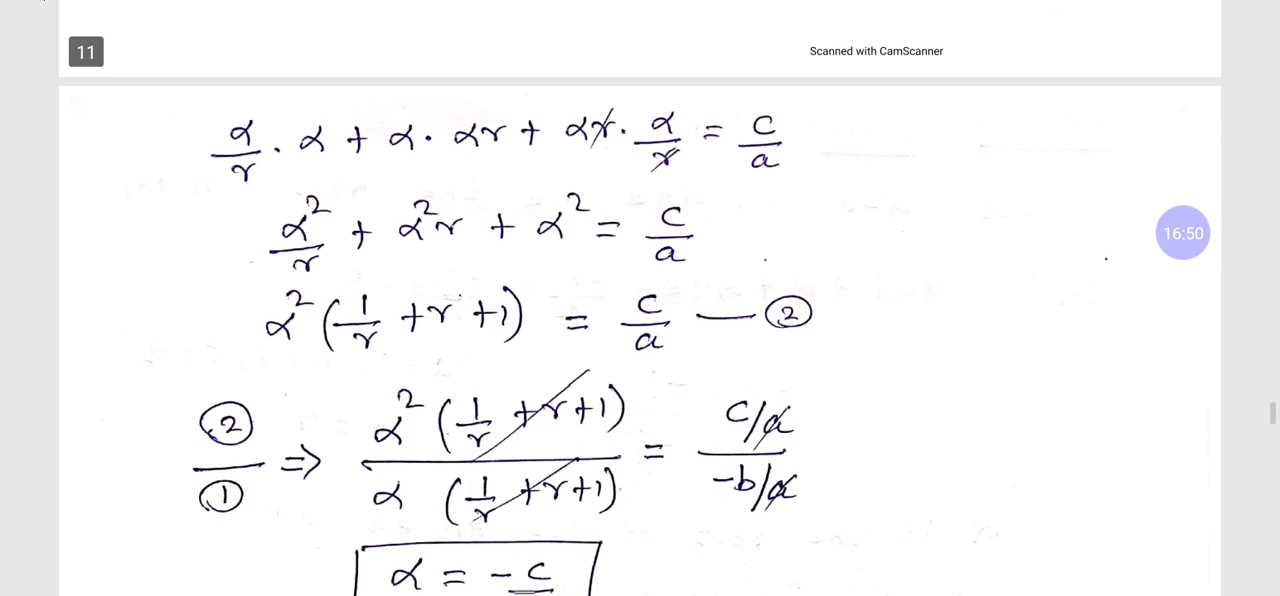 11
Scanned with CamScanner
α/r · α + α · αr + αr · α/r = c/a
α²/r + α²r + α² = c/a
16:50
α² (1/r + r + 1) = c/a — ②
②/① ⇒ α² (1/r + r + 1) / α (1/r + r + 1) = c/a / -b/a
α = -c